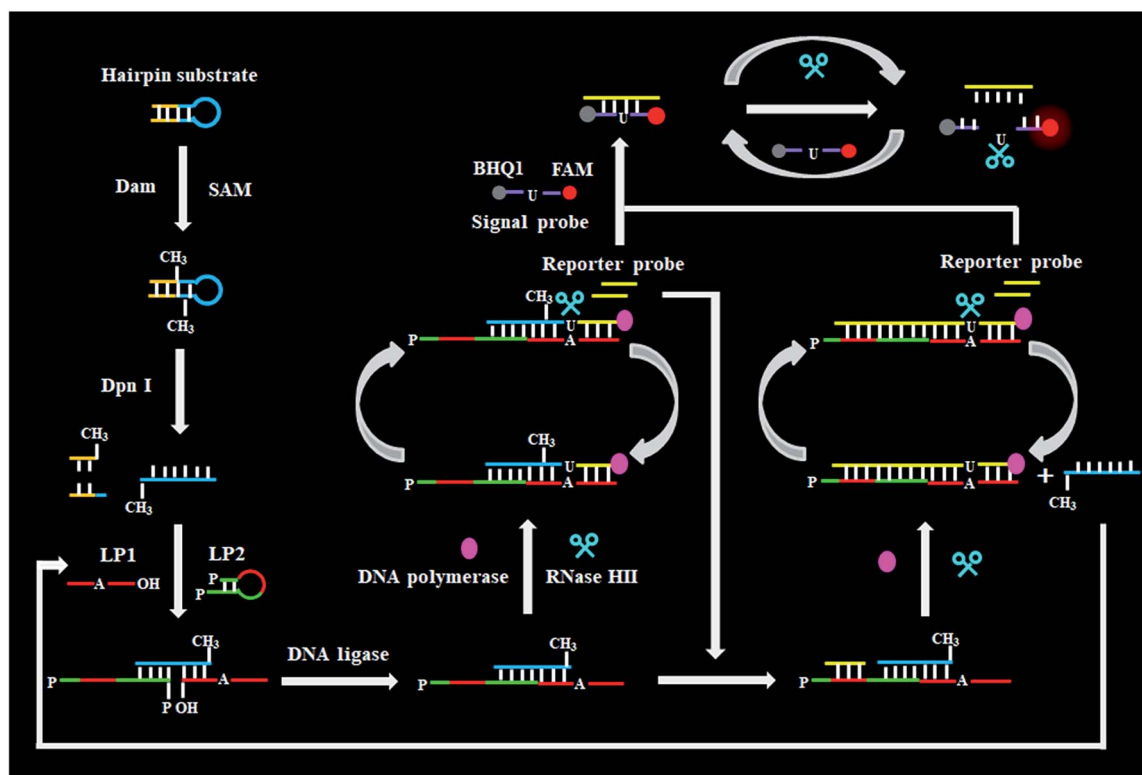 Hairpin substrate
Dam
SAM
CH3
CH3
Dpn I
CH3
CH3
LP1
A
OH
LP2
P
P
CH3
P
A
P OH
DNA ligase
CH3
P
A
DNA polymerase
RNase HII
CH3
U
P
A
CH3
U
P
A
Reporter probe
BHQ1
FAM
U
Signal probe
U
U
U
Reporter probe
U
P
A
U
P
A
+
CH3
CH3
P
A